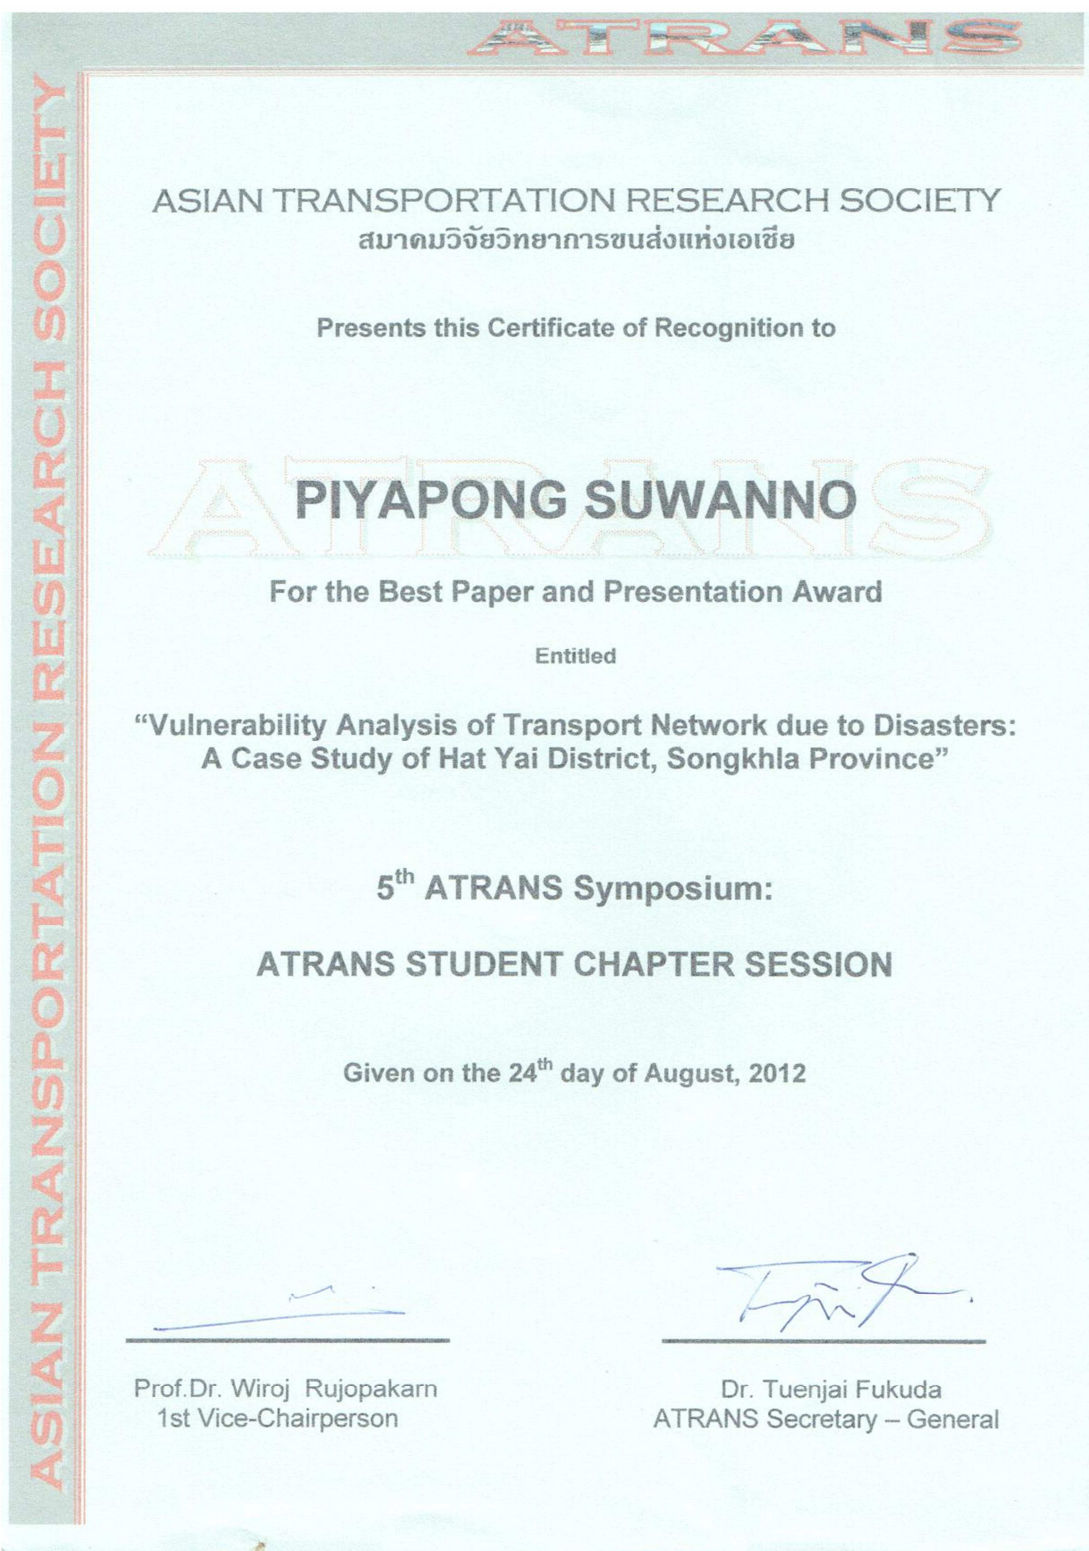 ATRANS
ASIAN TRANSPORTATION RESEARCH SOCIETY
ASIAN TRANSPORTATION RESEARCH SOCIETY
สมาคมวิจัยวิทยาการขนส่งแห่งเอเชีย
Presents this Certificate of Recognition to
ATRANS
PIYAPONG SUWANNO
For the Best Paper and Presentation Award
Entitled
“Vulnerability Analysis of Transport Network due to Disasters:
A Case Study of Hat Yai District, Songkhla Province”
5th ATRANS Symposium:
ATRANS STUDENT CHAPTER SESSION
Given on the 24th day of August, 2012
Prof.Dr. Wiroj Rujopakarn
1st Vice-Chairperson
Dr. Tuenjai Fukuda
ATRANS Secretary – General